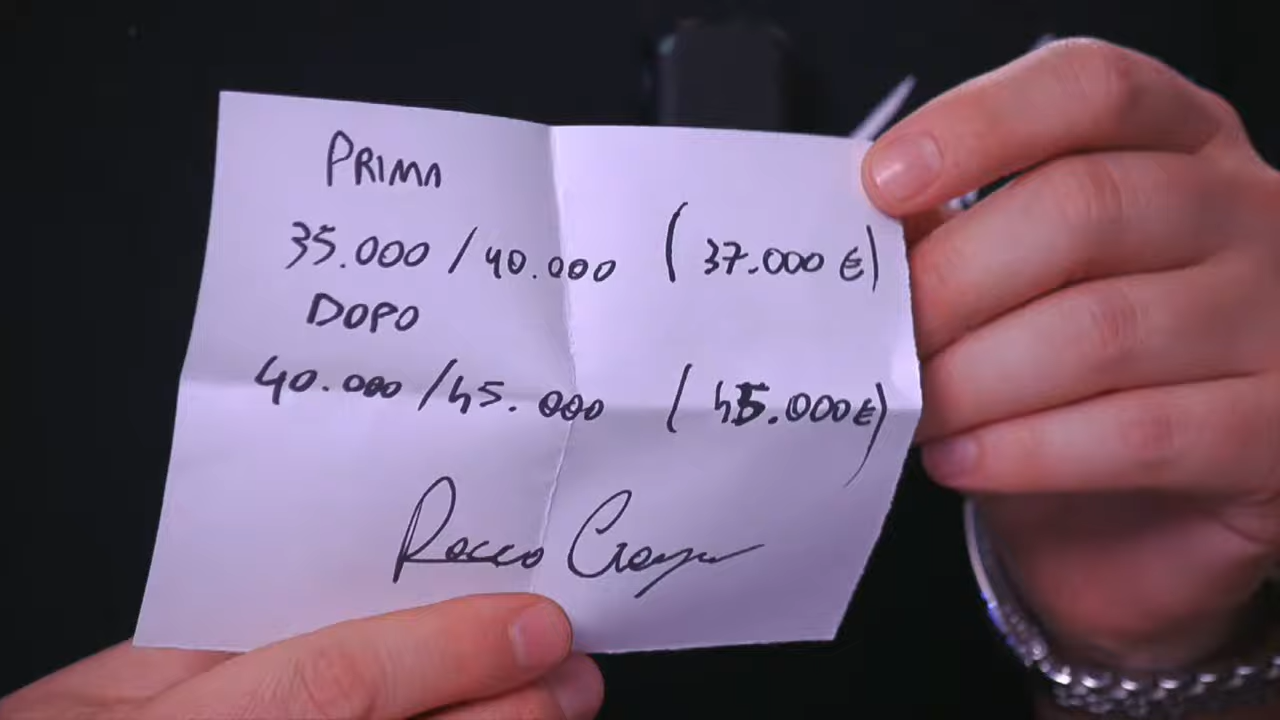 PRIMA
35.000 / 40.000 (37.000 €)
DOPO
40.000 / 45.000 (45.000 €)
Rocco